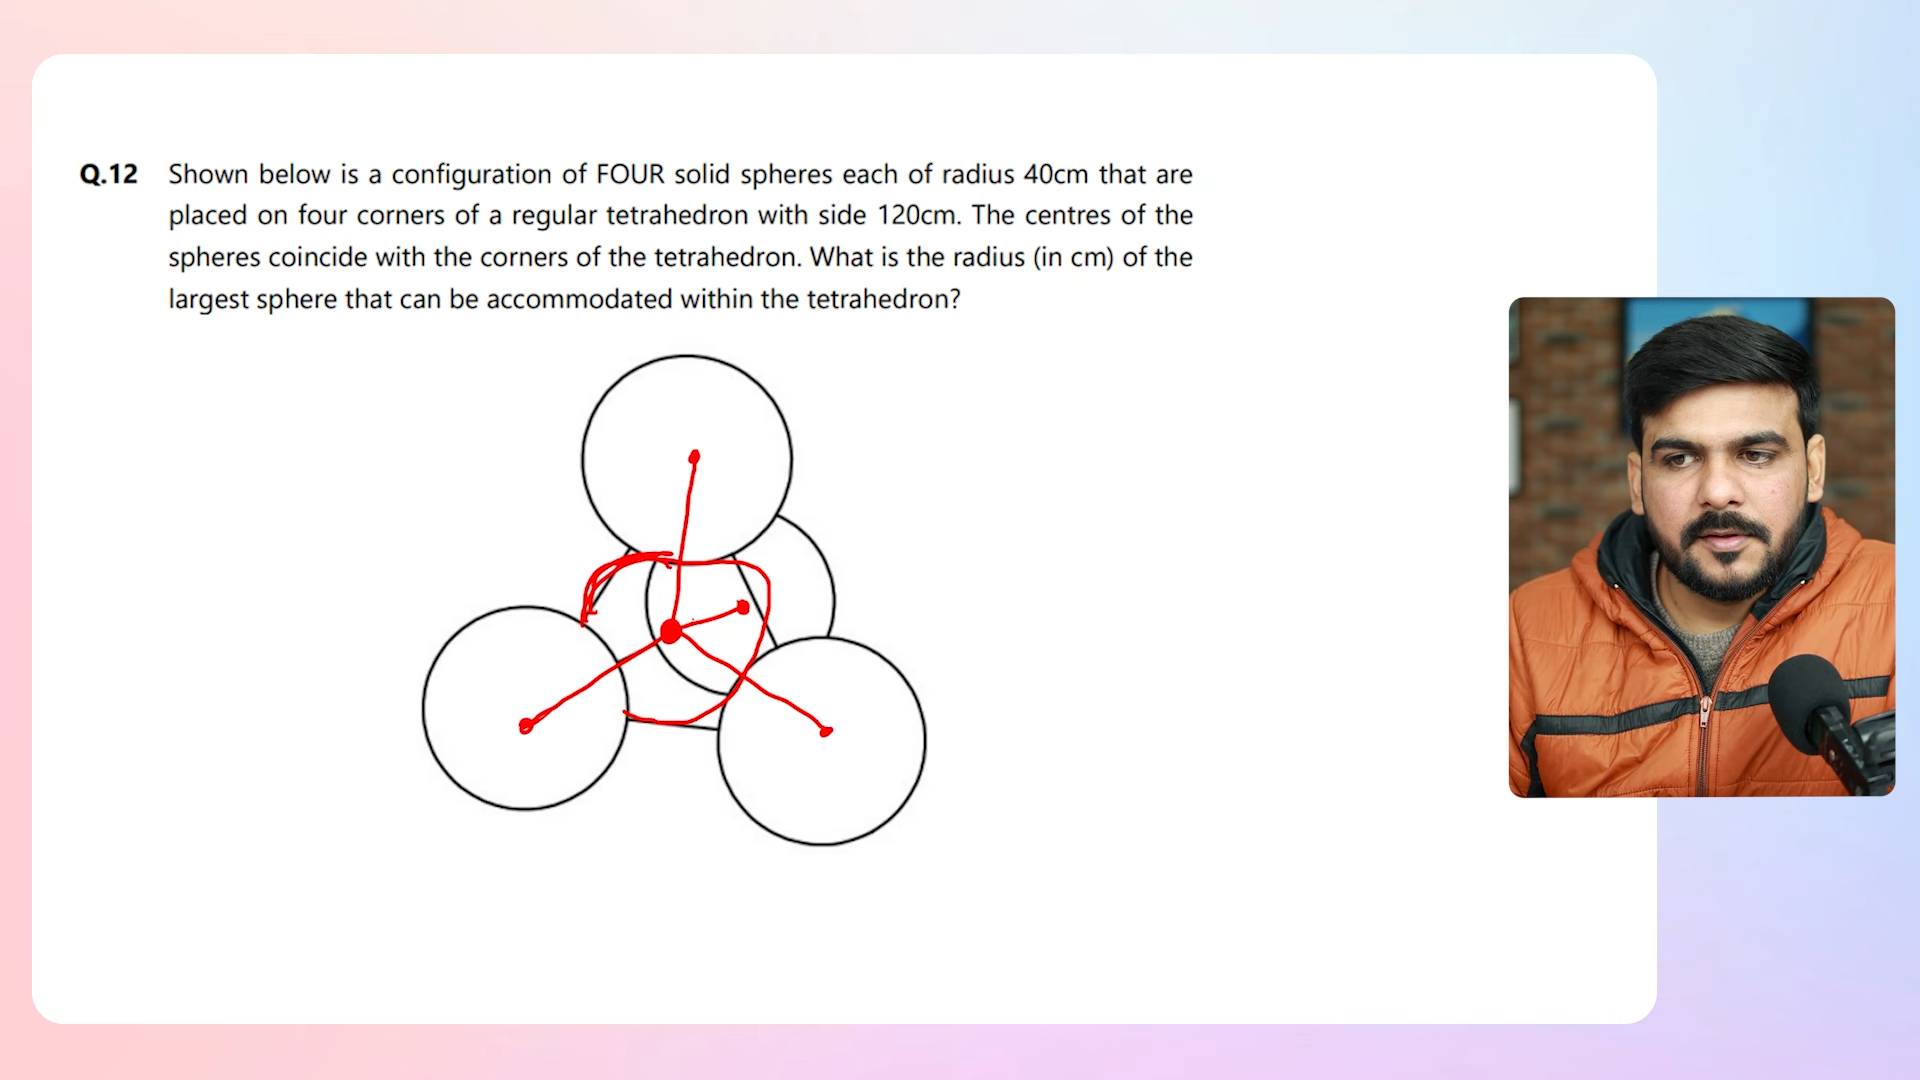 Q.12 Shown below is a configuration of FOUR solid spheres each of radius 40cm that are
placed on four corners of a regular tetrahedron with side 120cm. The centres of the
spheres coincide with the corners of the tetrahedron. What is the radius (in cm) of the
largest sphere that can be accommodated within the tetrahedron?